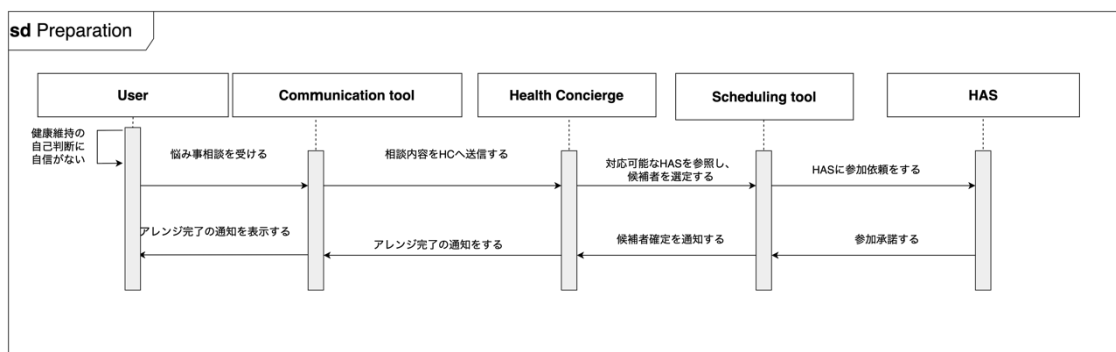 sd Preparation
User
Communication tool
Health Concierge
Scheduling tool
HAS
健康維持の
自己判断に
自信がない
悩み事相談を受ける
相談内容をHCへ送信する
対応可能なHASを参照し、
候補者を選定する
HASに参加依頼をする
アレンジ完了の通知を表示する
アレンジ完了の通知をする
候補者確定を通知する
参加承諾する